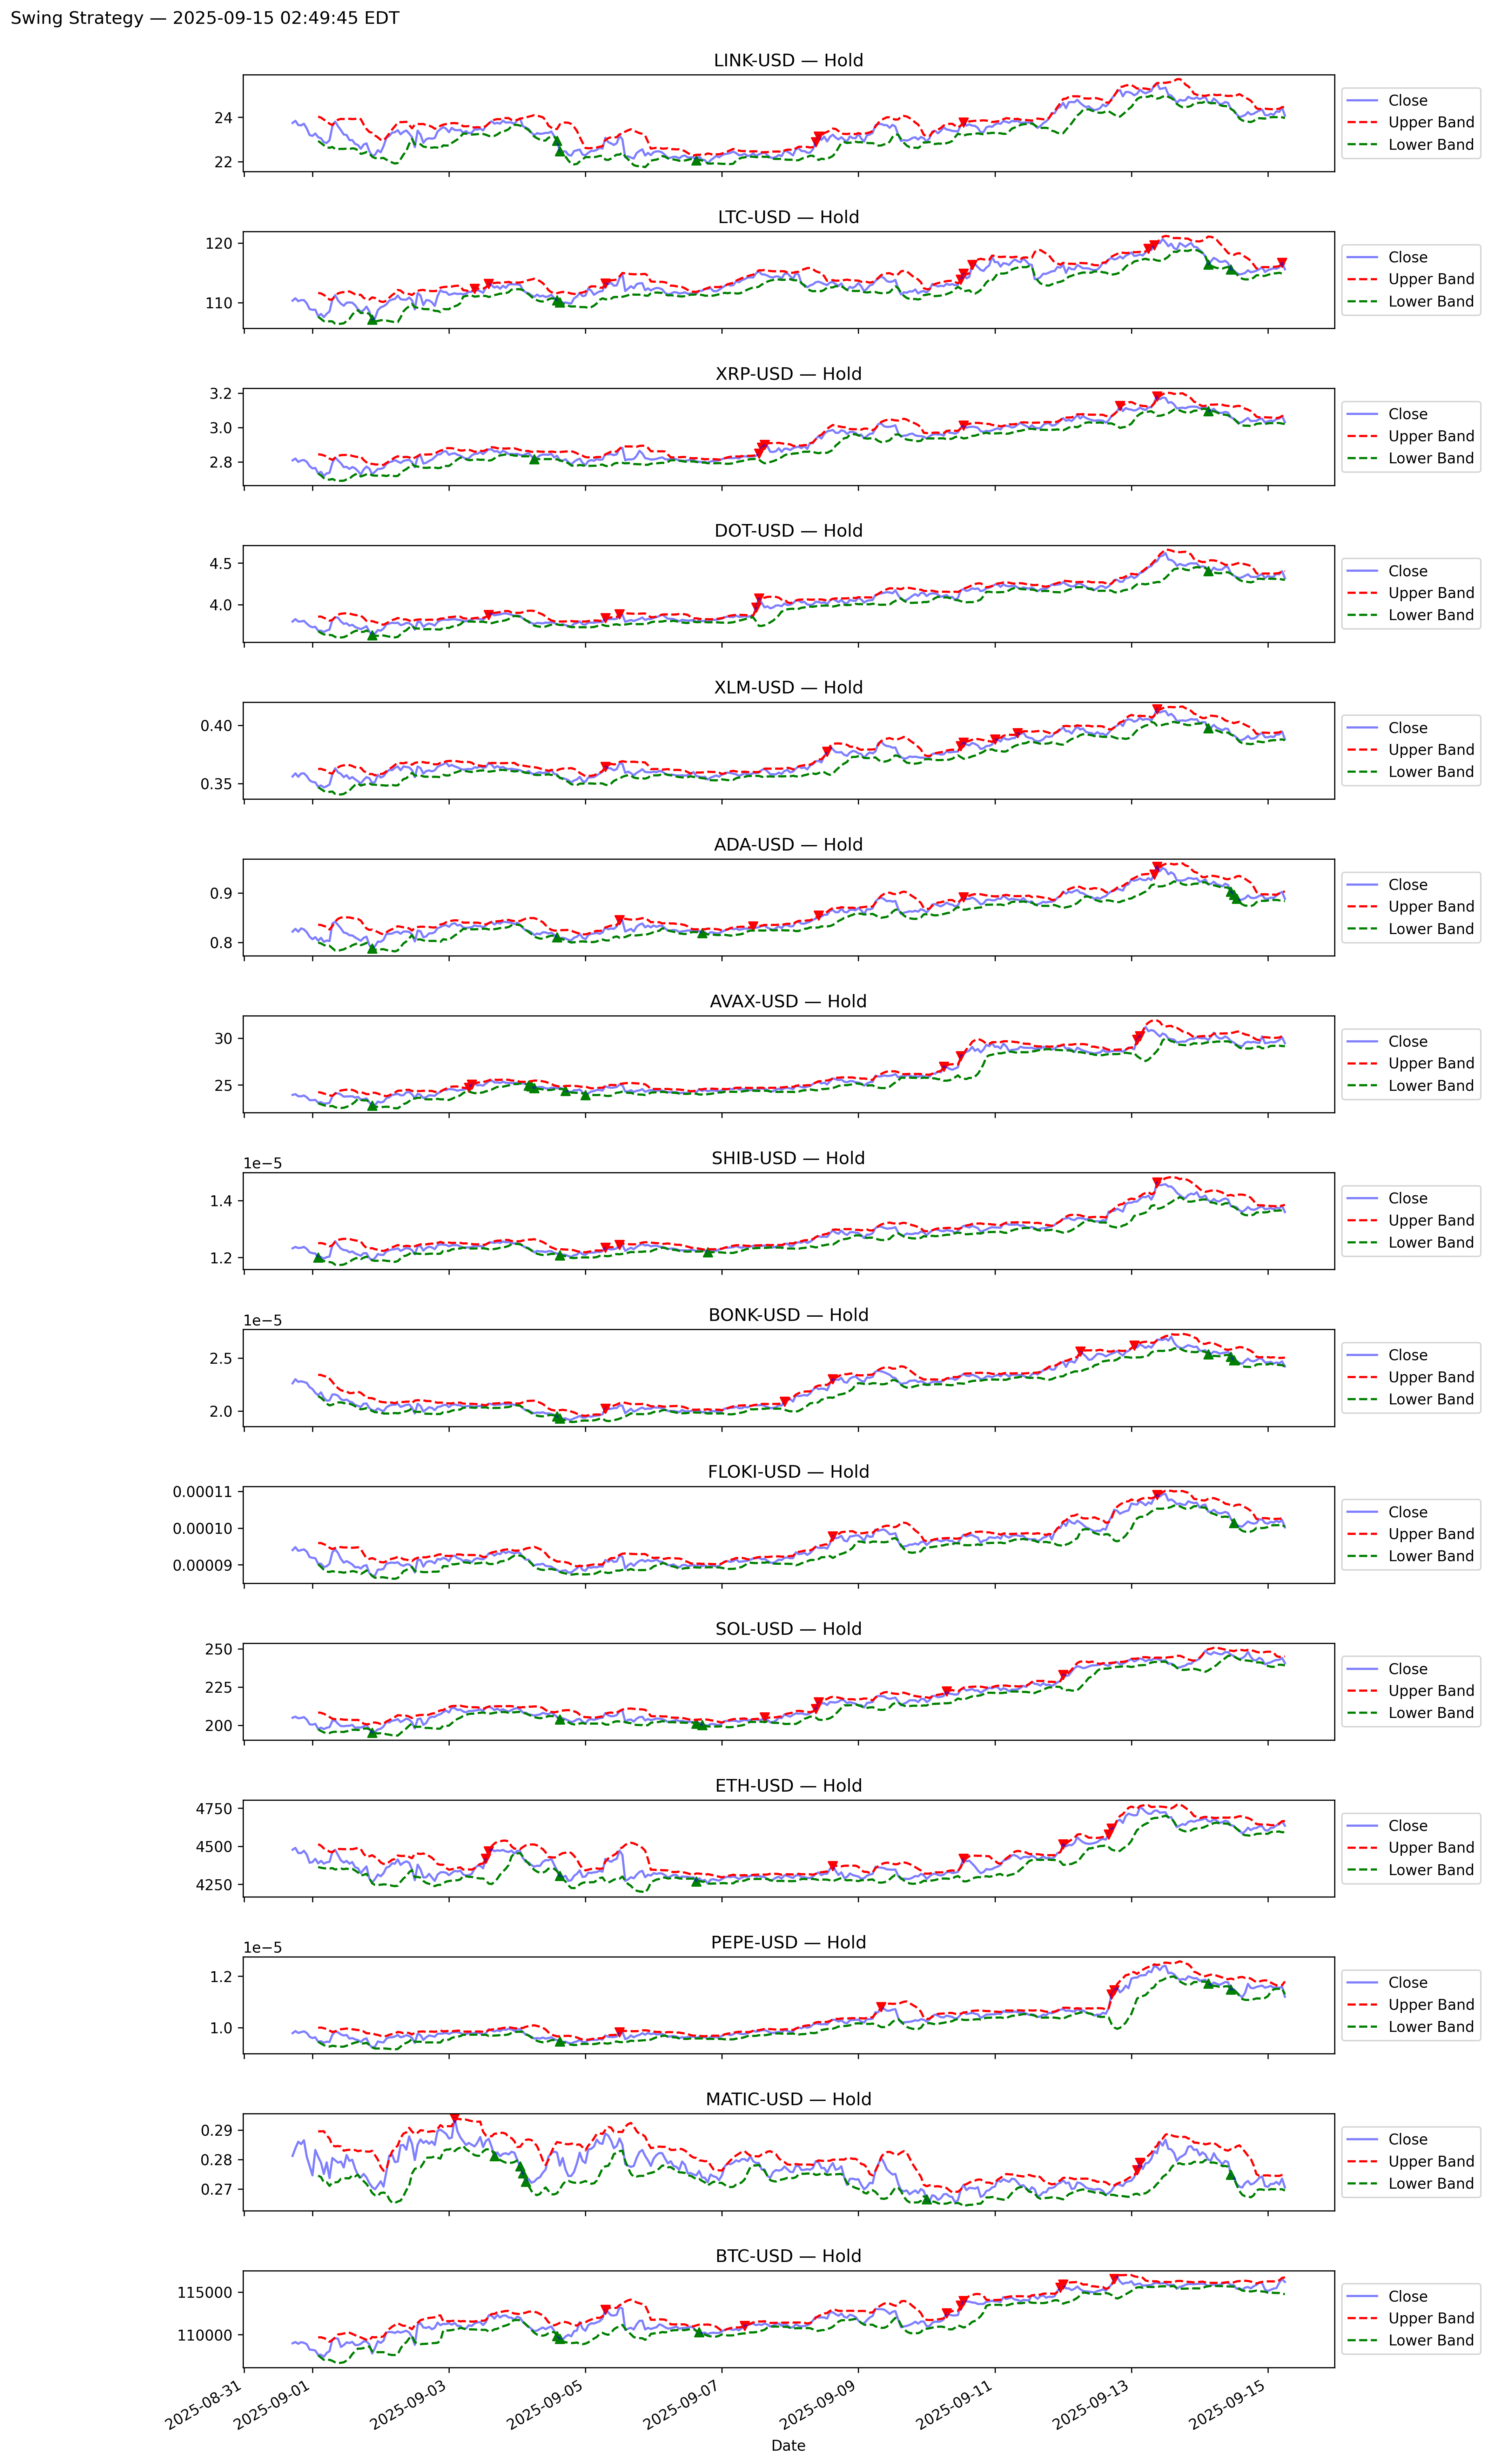 Swing Strategy — 2025-09-15 02:49:45 EDT
LINK-USD — Hold
24
22
Close
Upper Band
Lower Band
LTC-USD — Hold
120
110
Close
Upper Band
Lower Band
XRP-USD — Hold
3.2
3.0
2.8
Close
Upper Band
Lower Band
DOT-USD — Hold
4.5
4.0
Close
Upper Band
Lower Band
XLM-USD — Hold
0.40
0.35
Close
Upper Band
Lower Band
ADA-USD — Hold
0.9
0.8
Close
Upper Band
Lower Band
AVAX-USD — Hold
30
25
Close
Upper Band
Lower Band
SHIB-USD — Hold
1e−5
1.4
1.2
Close
Upper Band
Lower Band
BONK-USD — Hold
1e−5
2.5
2.0
Close
Upper Band
Lower Band
FLOKI-USD — Hold
0.00011
0.00010
0.00009
Close
Upper Band
Lower Band
SOL-USD — Hold
250
225
200
Close
Upper Band
Lower Band
ETH-USD — Hold
4750
4500
4250
Close
Upper Band
Lower Band
PEPE-USD — Hold
1e−5
1.2
1.0
Close
Upper Band
Lower Band
MATIC-USD — Hold
0.29
0.28
0.27
Close
Upper Band
Lower Band
BTC-USD — Hold
115000
110000
Close
Upper Band
Lower Band
2025-08-31
2025-09-01
2025-09-03
2025-09-05
2025-09-07
2025-09-09
2025-09-11
2025-09-13
2025-09-15
Date